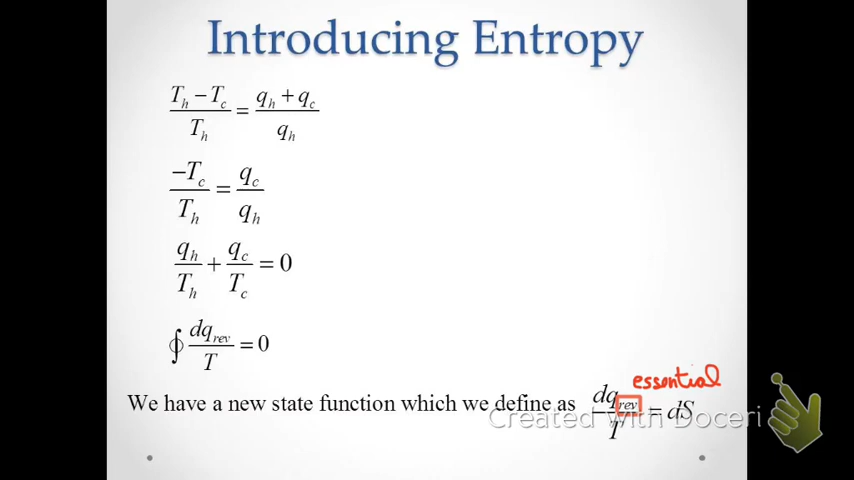 Introducing Entropy
(T_h − T_c)/T_h = (q_h + q_c)/q_h
−T_c/T_h = q_c/q_h
q_h/T_h + q_c/T_c = 0
∮ dq_rev/T = 0
essential
We have a new state function which we define as dq_rev/T = dS
Created with Doceri